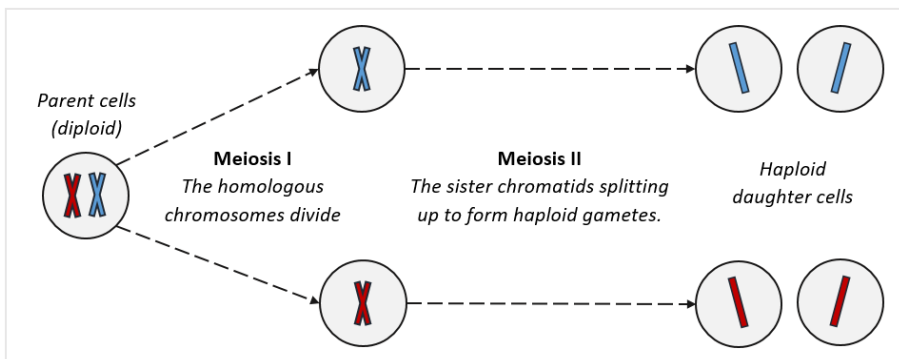 Parent cells
(diploid)
Meiosis I
The homologous
chromosomes divide
Meiosis II
The sister chromatids splitting
up to form haploid gametes.
Haploid
daughter cells